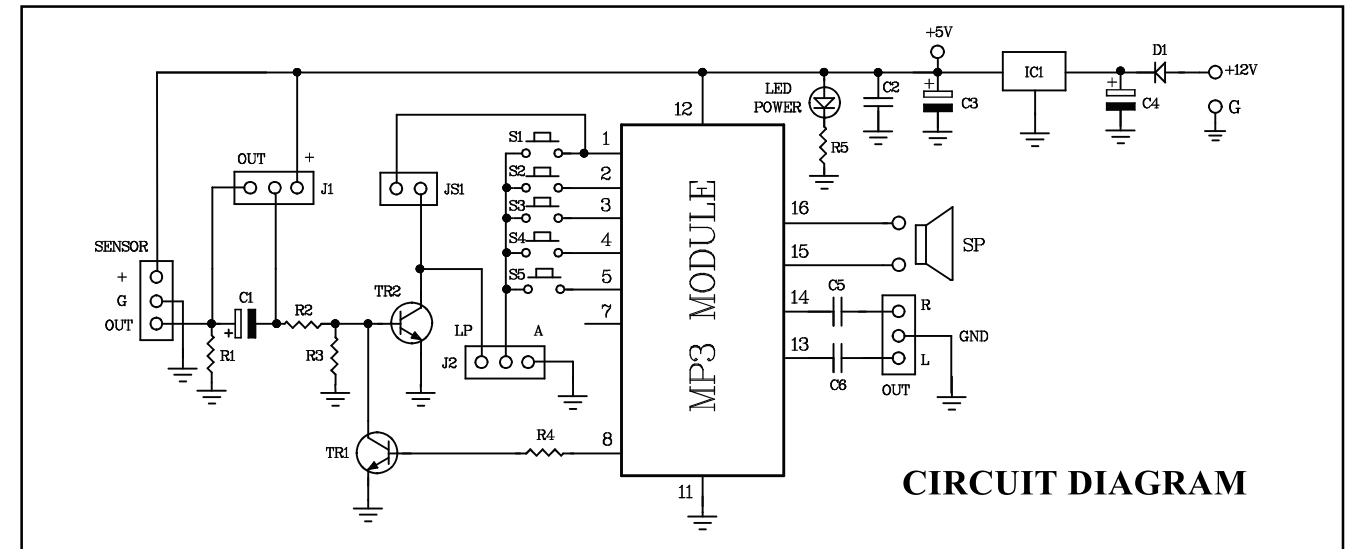 +5V
D1
+12V
IC1
LED
POWER
C2
+
C3
+
C4
G
R5
12
S1
1
S2
2
S3
3
S4
4
S5
5
7
OUT
+
J1
JS1
MP3 MODULE
16
15
SP
SENSOR
+
G
OUT
C1
+
R1
R2
R3
TR2
LP
A
J2
14
C5
R
GND
13
C6
L
OUT
TR1
R4
8
11
CIRCUIT DIAGRAM